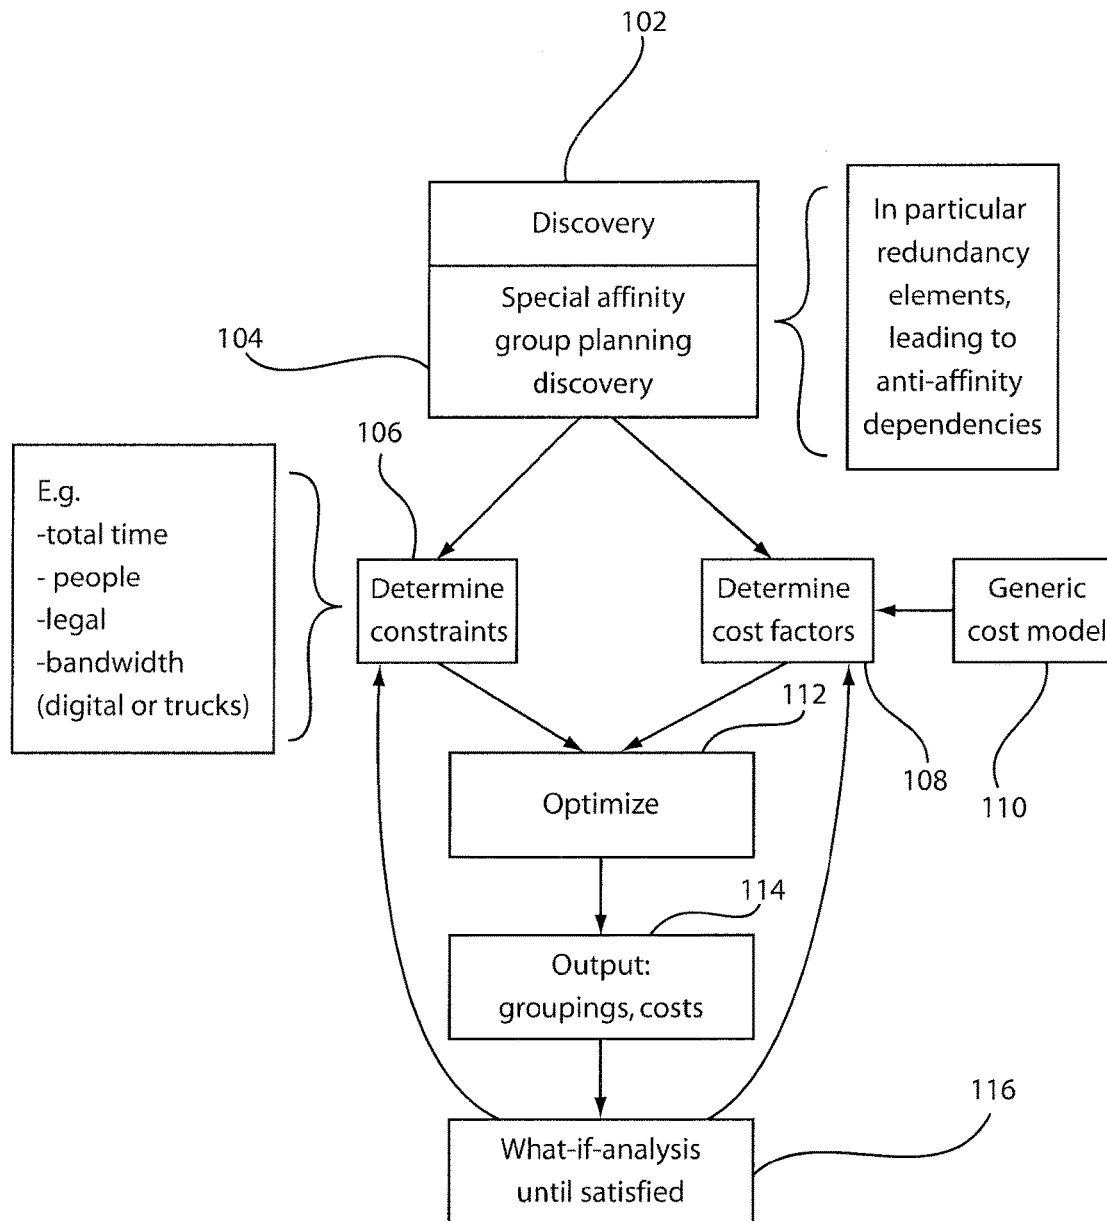 102
Discovery
Special affinity
group planning
discovery
104
In particular
redundancy
elements,
leading to
anti-affinity
dependencies
106
E.g.
-total time
- people
-legal
-bandwidth
(digital or trucks)
Determine
constraints
Determine
cost factors
Generic
cost model
108
110
112
Optimize
114
Output:
groupings, costs
116
What-if-analysis
until satisfied